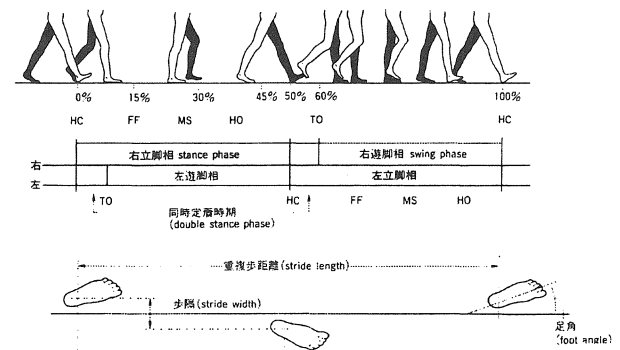 0% 15% 30% 45% 50% 60% 100%
HC FF MS HO TO HC
右立脚相 stance phase 右遊脚相 swing phase
右
左 左遊脚相 左立脚相
TO HC FF MS HO
同時定着時期
(double stance phase)
重複歩距離(stride length)
歩隔(stride width)
足角
(foot angle)